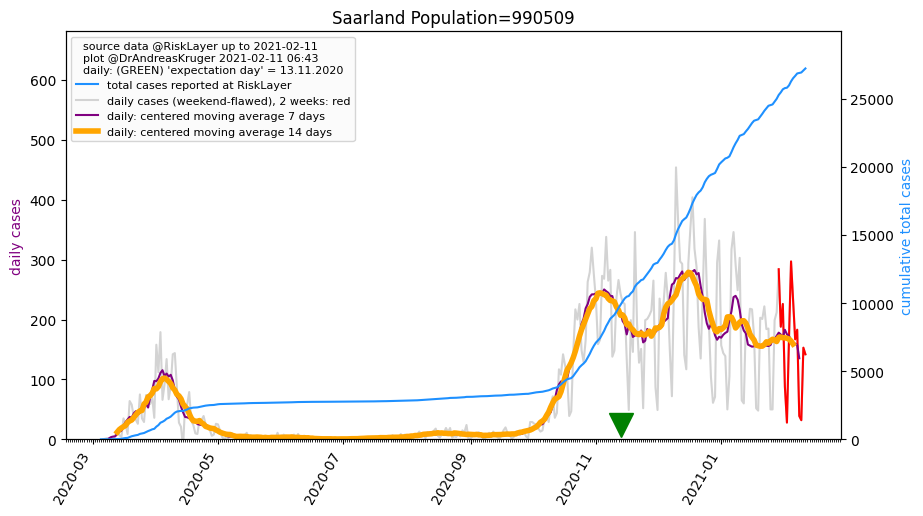 Saarland Population=990509
source data @RiskLayer up to 2021-02-11
plot @DrAndreasKruger 2021-02-11 06:43
daily: (GREEN) 'expectation day' = 13.11.2020
total cases reported at RiskLayer
daily cases (weekend-flawed), 2 weeks: red
daily: centered moving average 7 days
daily: centered moving average 14 days
daily cases
600
500
400
300
200
100
0
cumulative total cases
25000
20000
15000
10000
5000
0
2020-03
2020-05
2020-07
2020-09
2020-11
2021-01